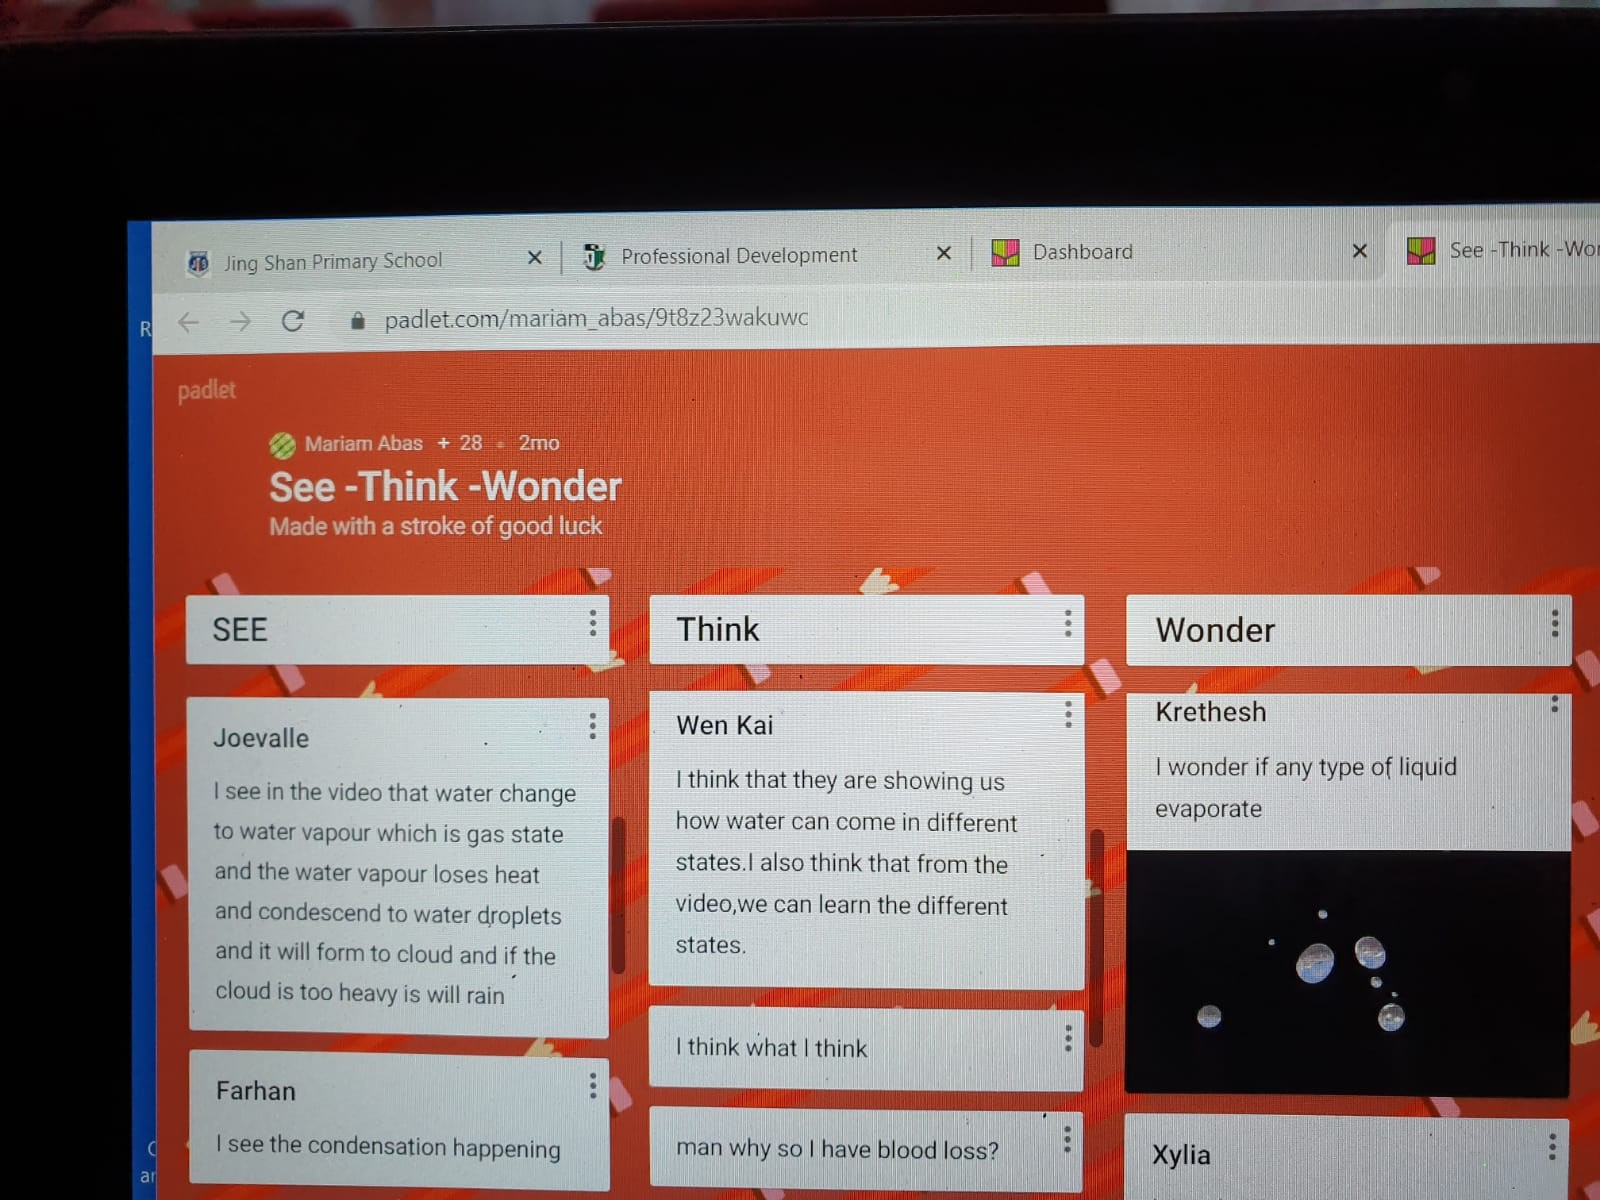 Jing Shan Primary School
Professional Development
Dashboard
See -Think -Wor
padlet.com/mariam_abas/9t8z23wakuwc
R
padlet
Mariam Abas + 28 2mo
See -Think -Wonder
Made with a stroke of good luck
SEE
Joevalle
I see in the video that water change
to water vapour which is gas state
and the water vapour loses heat
and condescend to water droplets
and it will form to cloud and if the
cloud is too heavy is will rain
Farhan
I see the condensation happening
Think
Wen Kai
I think that they are showing us
how water can come in different
states.I also think that from the
video,we can learn the different
states.
I think what I think
man why so I have blood loss?
Wonder
Krethesh
I wonder if any type of liquid
evaporate
Xylia